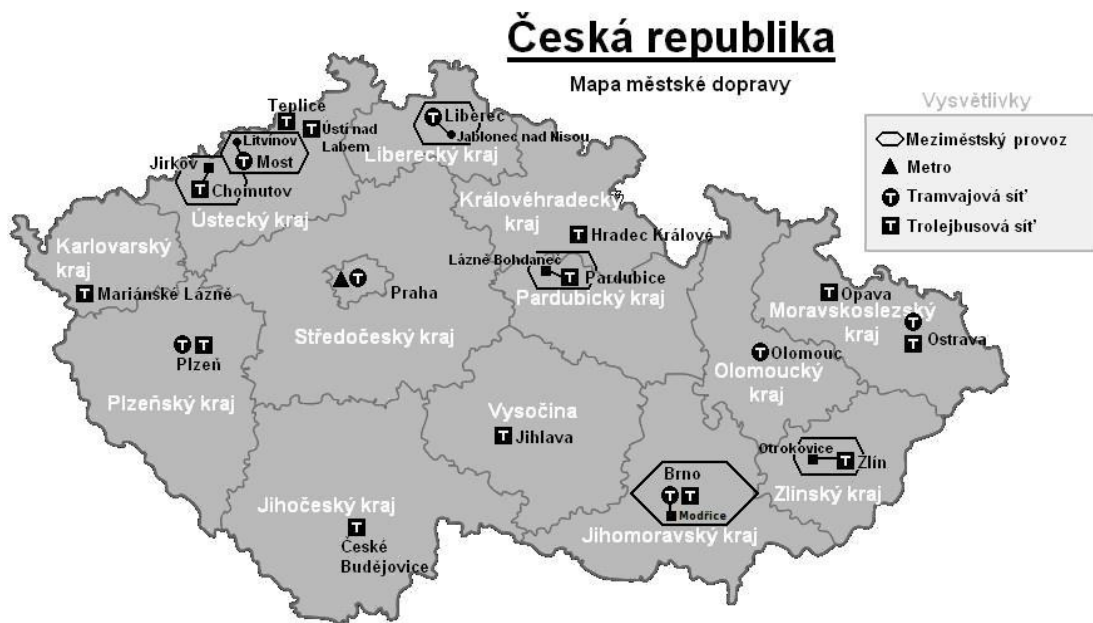 Česká republika
Mapa městské dopravy
Vysvětlivky
Meziměstský provoz
Metro
Tramvajová síť
Trolejbusová síť
Teplice
Ústí nad
Labem
Litvínov
Most
Jirkov
Chomutov
Ústecký kraj
Liberec
Jablonec nad Nisou
Liberecký kraj
Královéhradecký
kraj
Hradec Králové
Karlovarský
kraj
Mariánské Lázně
Praha
Středočeský kraj
Lázně Bohdaneč
Pardubice
Pardubický kraj
Opava
Moravskoslezský
kraj
Ostrava
Plzeň
Plzeňský kraj
Olomouc
Olomoucký
kraj
Vysočina
Jihlava
Otrokovice
Zlín
Zlínský kraj
Brno
Modřice
Jihomoravský kraj
Jihočeský kraj
České
Budějovice